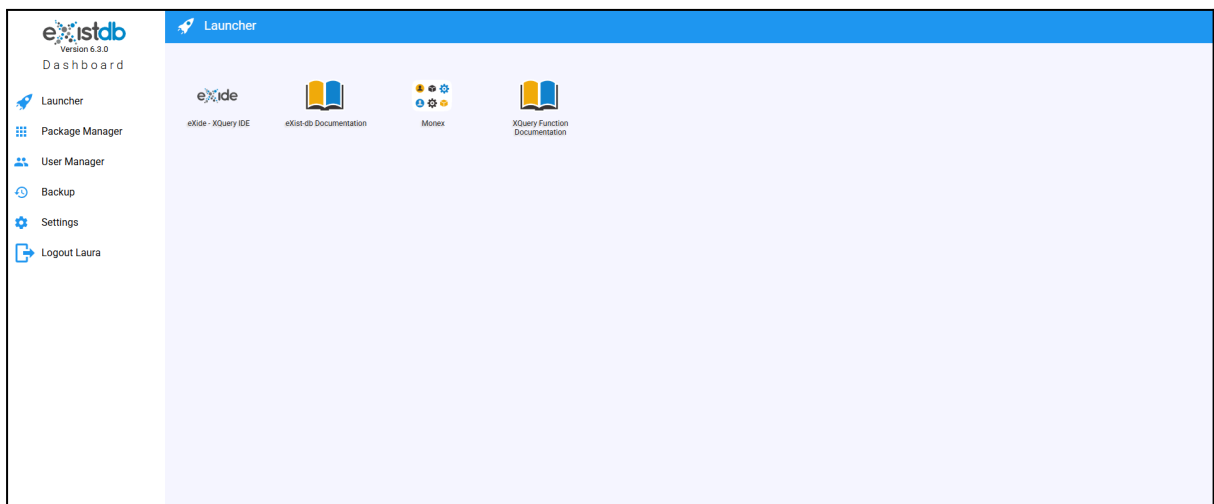 eXistdb
Version 6.3.0
Dashboard
Launcher
Package Manager
User Manager
Backup
Settings
Logout Laura
Launcher
eXide
eXide - XQuery IDE
eXist-db Documentation
Monex
XQuery Function
Documentation